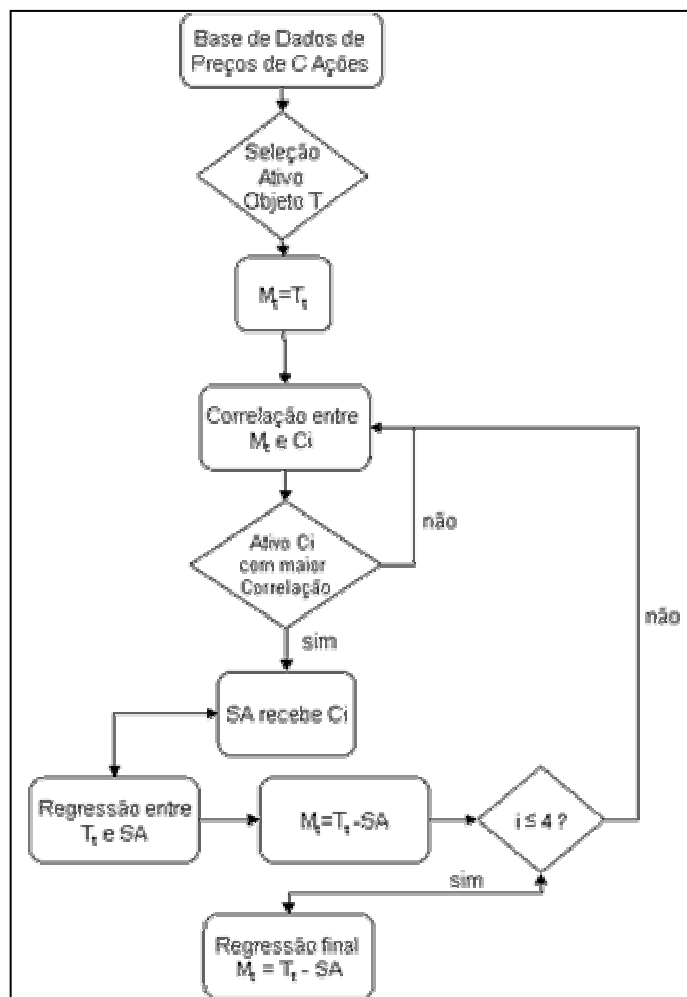 Base de Dados de
Preços de C Ações
Seleção
Ativo
Objeto T
Mₜ=Tₜ
Correlação entre
Mₜ e Ci
não
Ativo Ci
com maior
Correlação
não
sim
SA recebe Ci
Regressão entre
Tₜ e SA
Mₜ=Tₜ -SA
i ≤ 4 ?
sim
Regressão final
Mₜ = Tₜ - SA